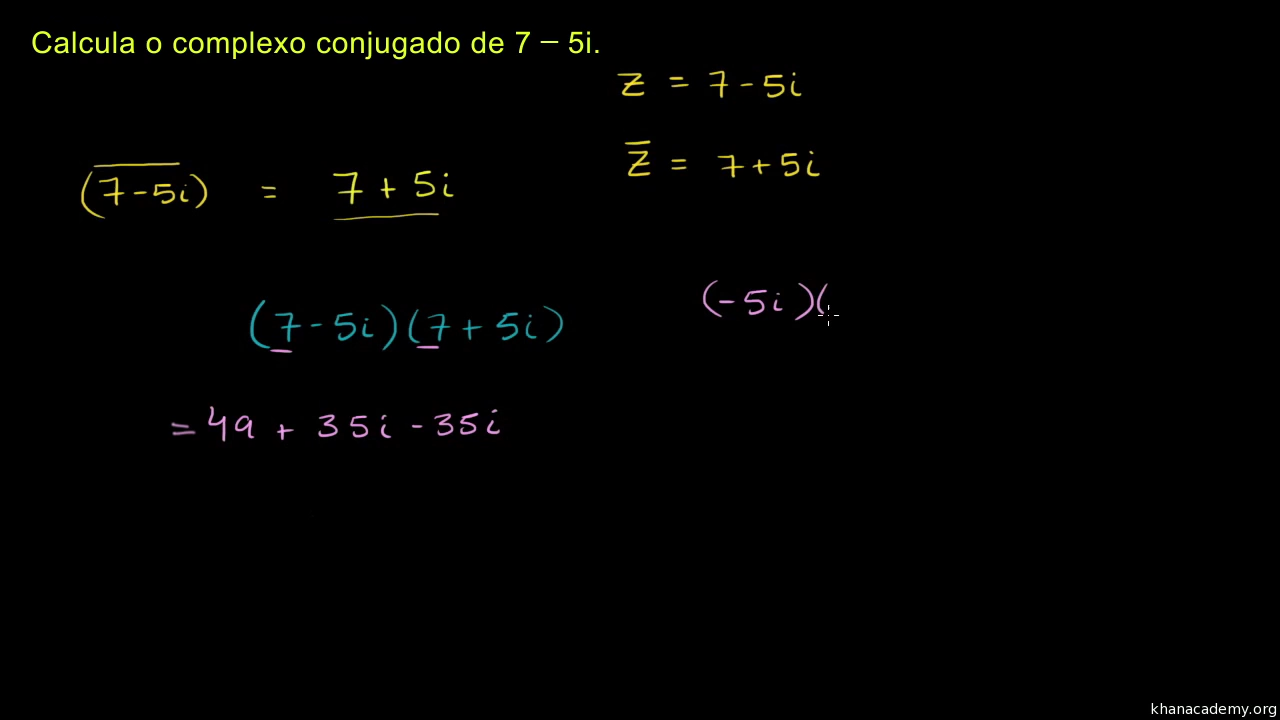 Calcula o complexo conjugado de 7 – 5i.
z = 7-5i
z̅ = 7+5i
(̅7̅-̅5̅i̅)̅ = 7 + 5i
(7-5i)(7+5i)
(-5i)(
= 49 + 35i - 35i
khanacademy.org